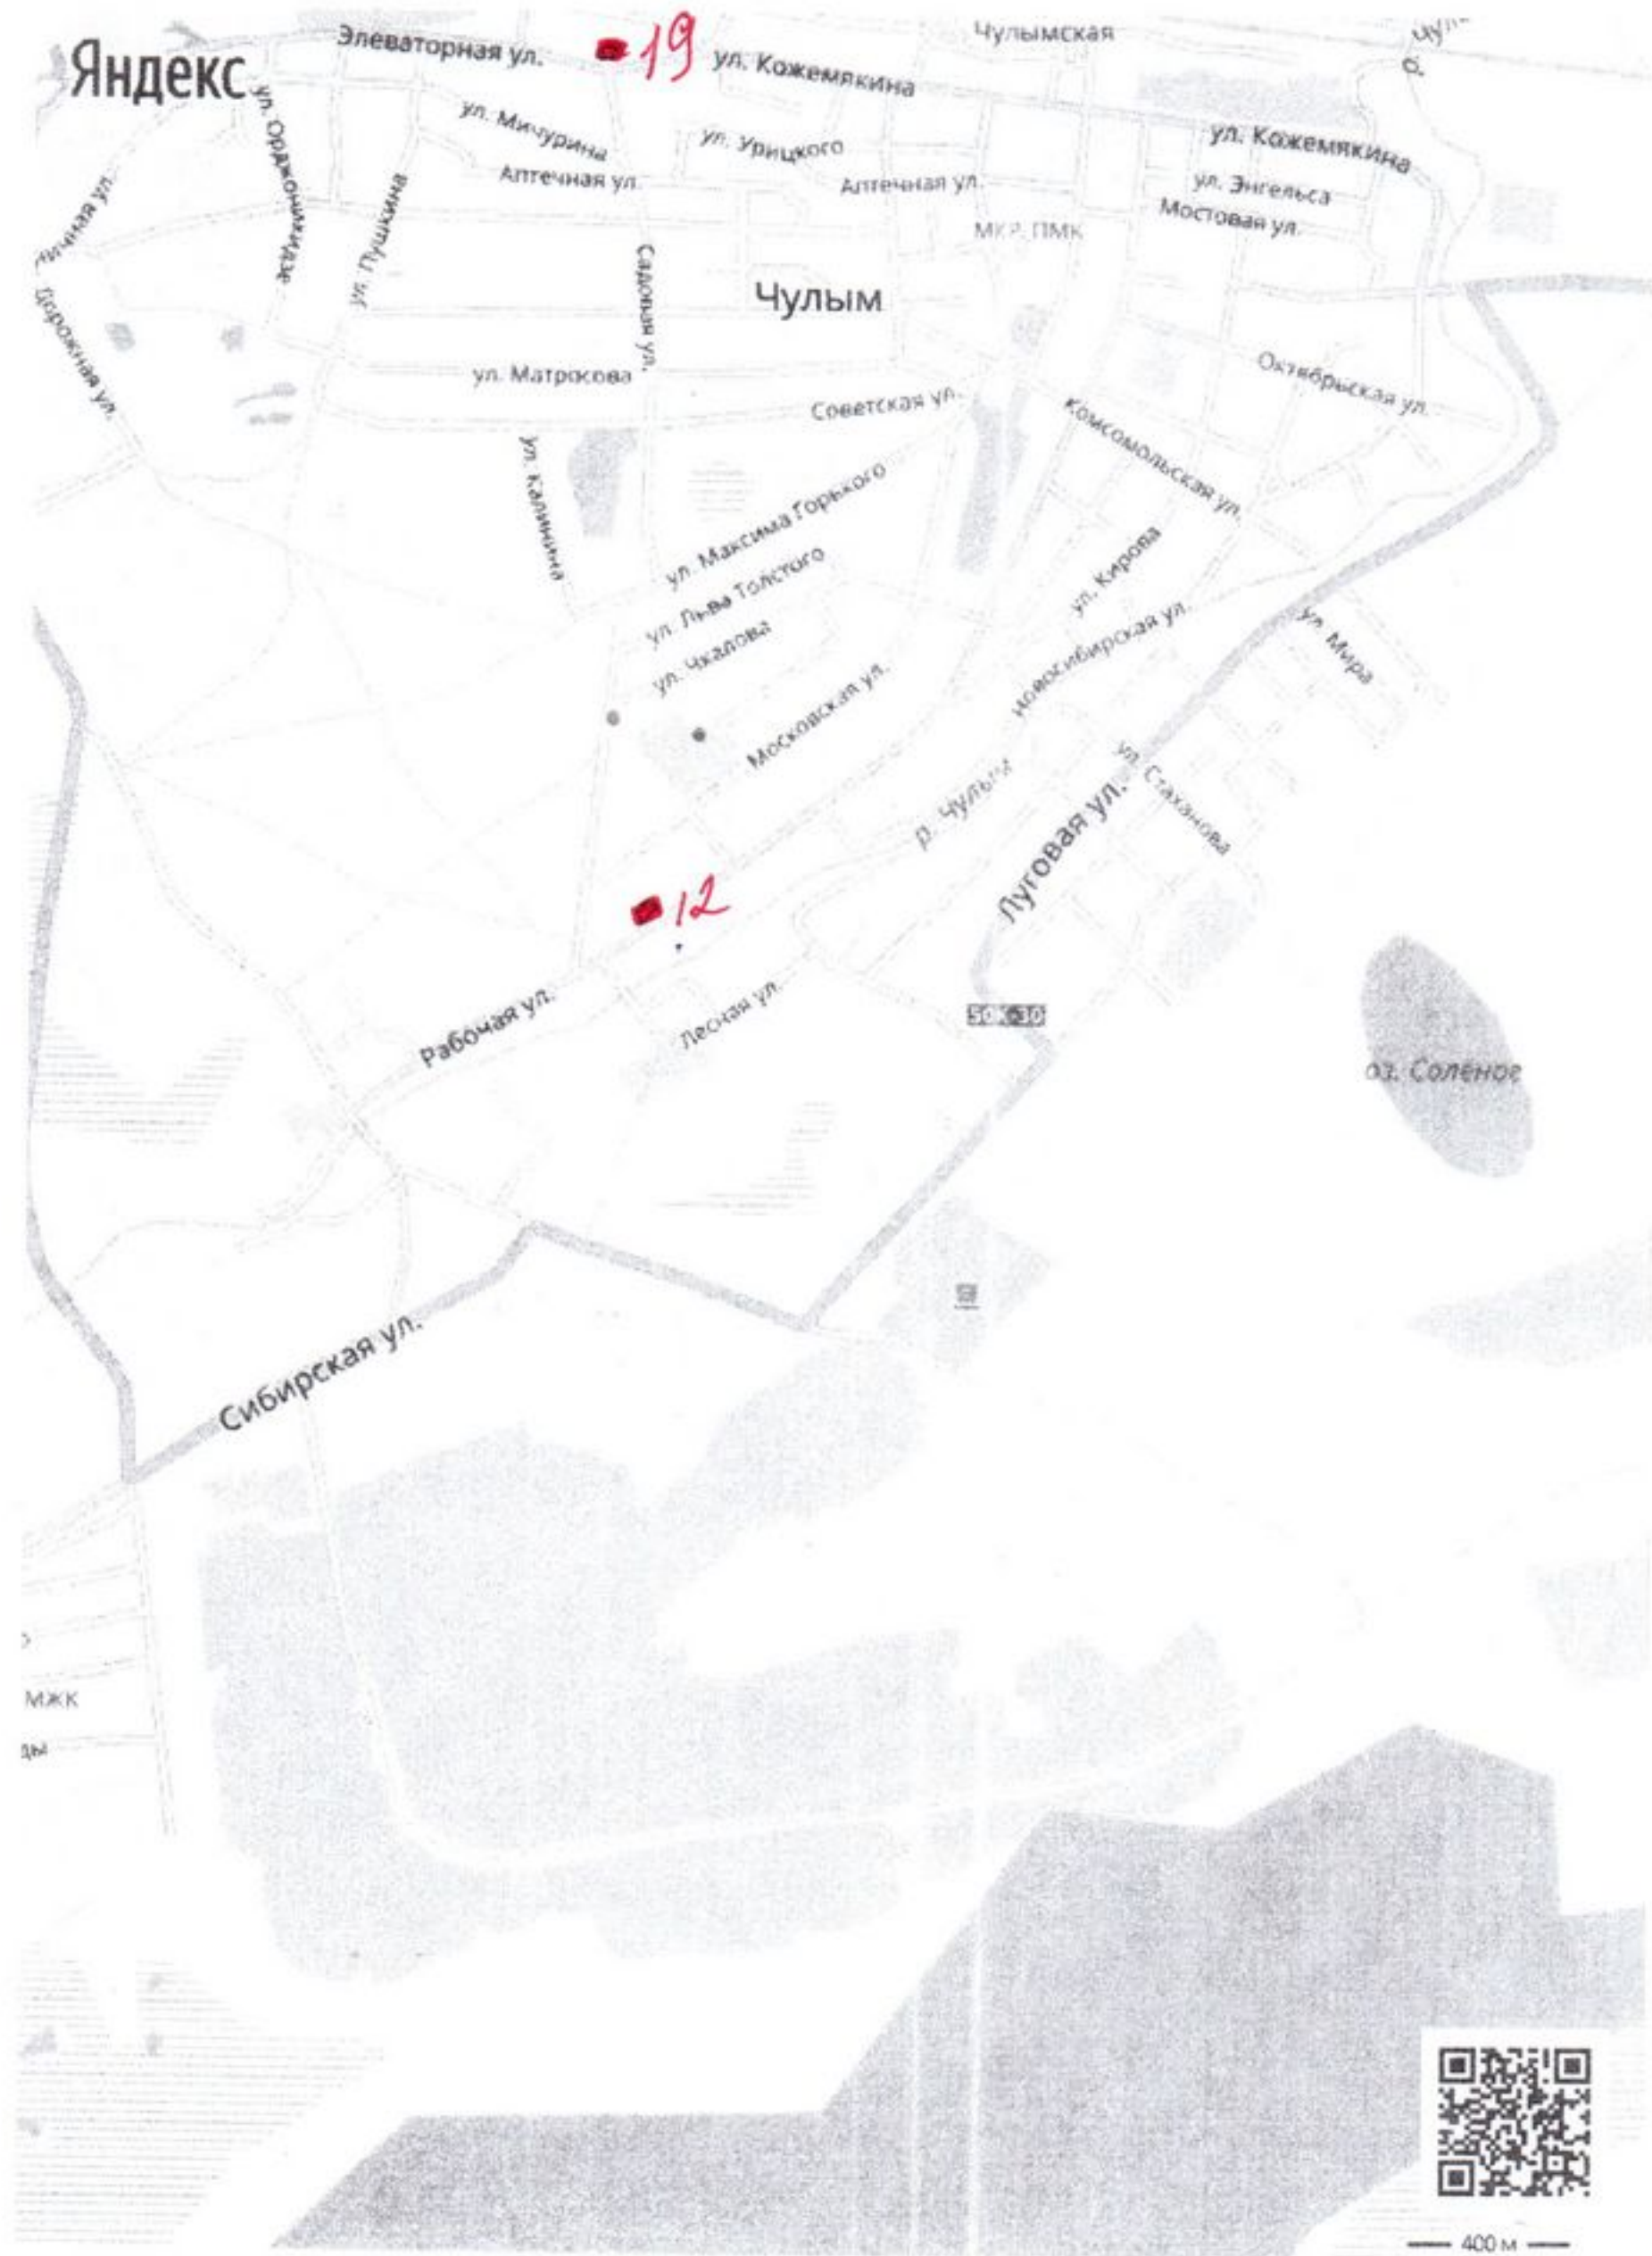 Яндекс
Элеваторная ул.
19
ул. Кожемякина
Чулымская
ул. Орджоникидзе
ул. Мичурина
ул. Урицкого
ул. Кожемякина
ул. Пушкина
Аптечная ул.
Аптечная ул.
ул. Энгельса
Мостовая ул.
МКР. ПМК
Садовая ул.
Чулым
Дорожная ул.
ул. Матросова
Советская ул.
Октябрьская ул.
Комсомольская ул.
ул. Калинина
ул. Максима Горького
ул. Льва Толстого
ул. Чкалова
ул. Кирова
Новосибирская ул.
ул. Мира
Московская ул.
р. Чулым
ул. Стаханова
Луговая ул.
12
Рабочая ул.
Лесная ул.
50К-30
оз. Солёное
Сибирская ул.
МЖК
ды
400 м